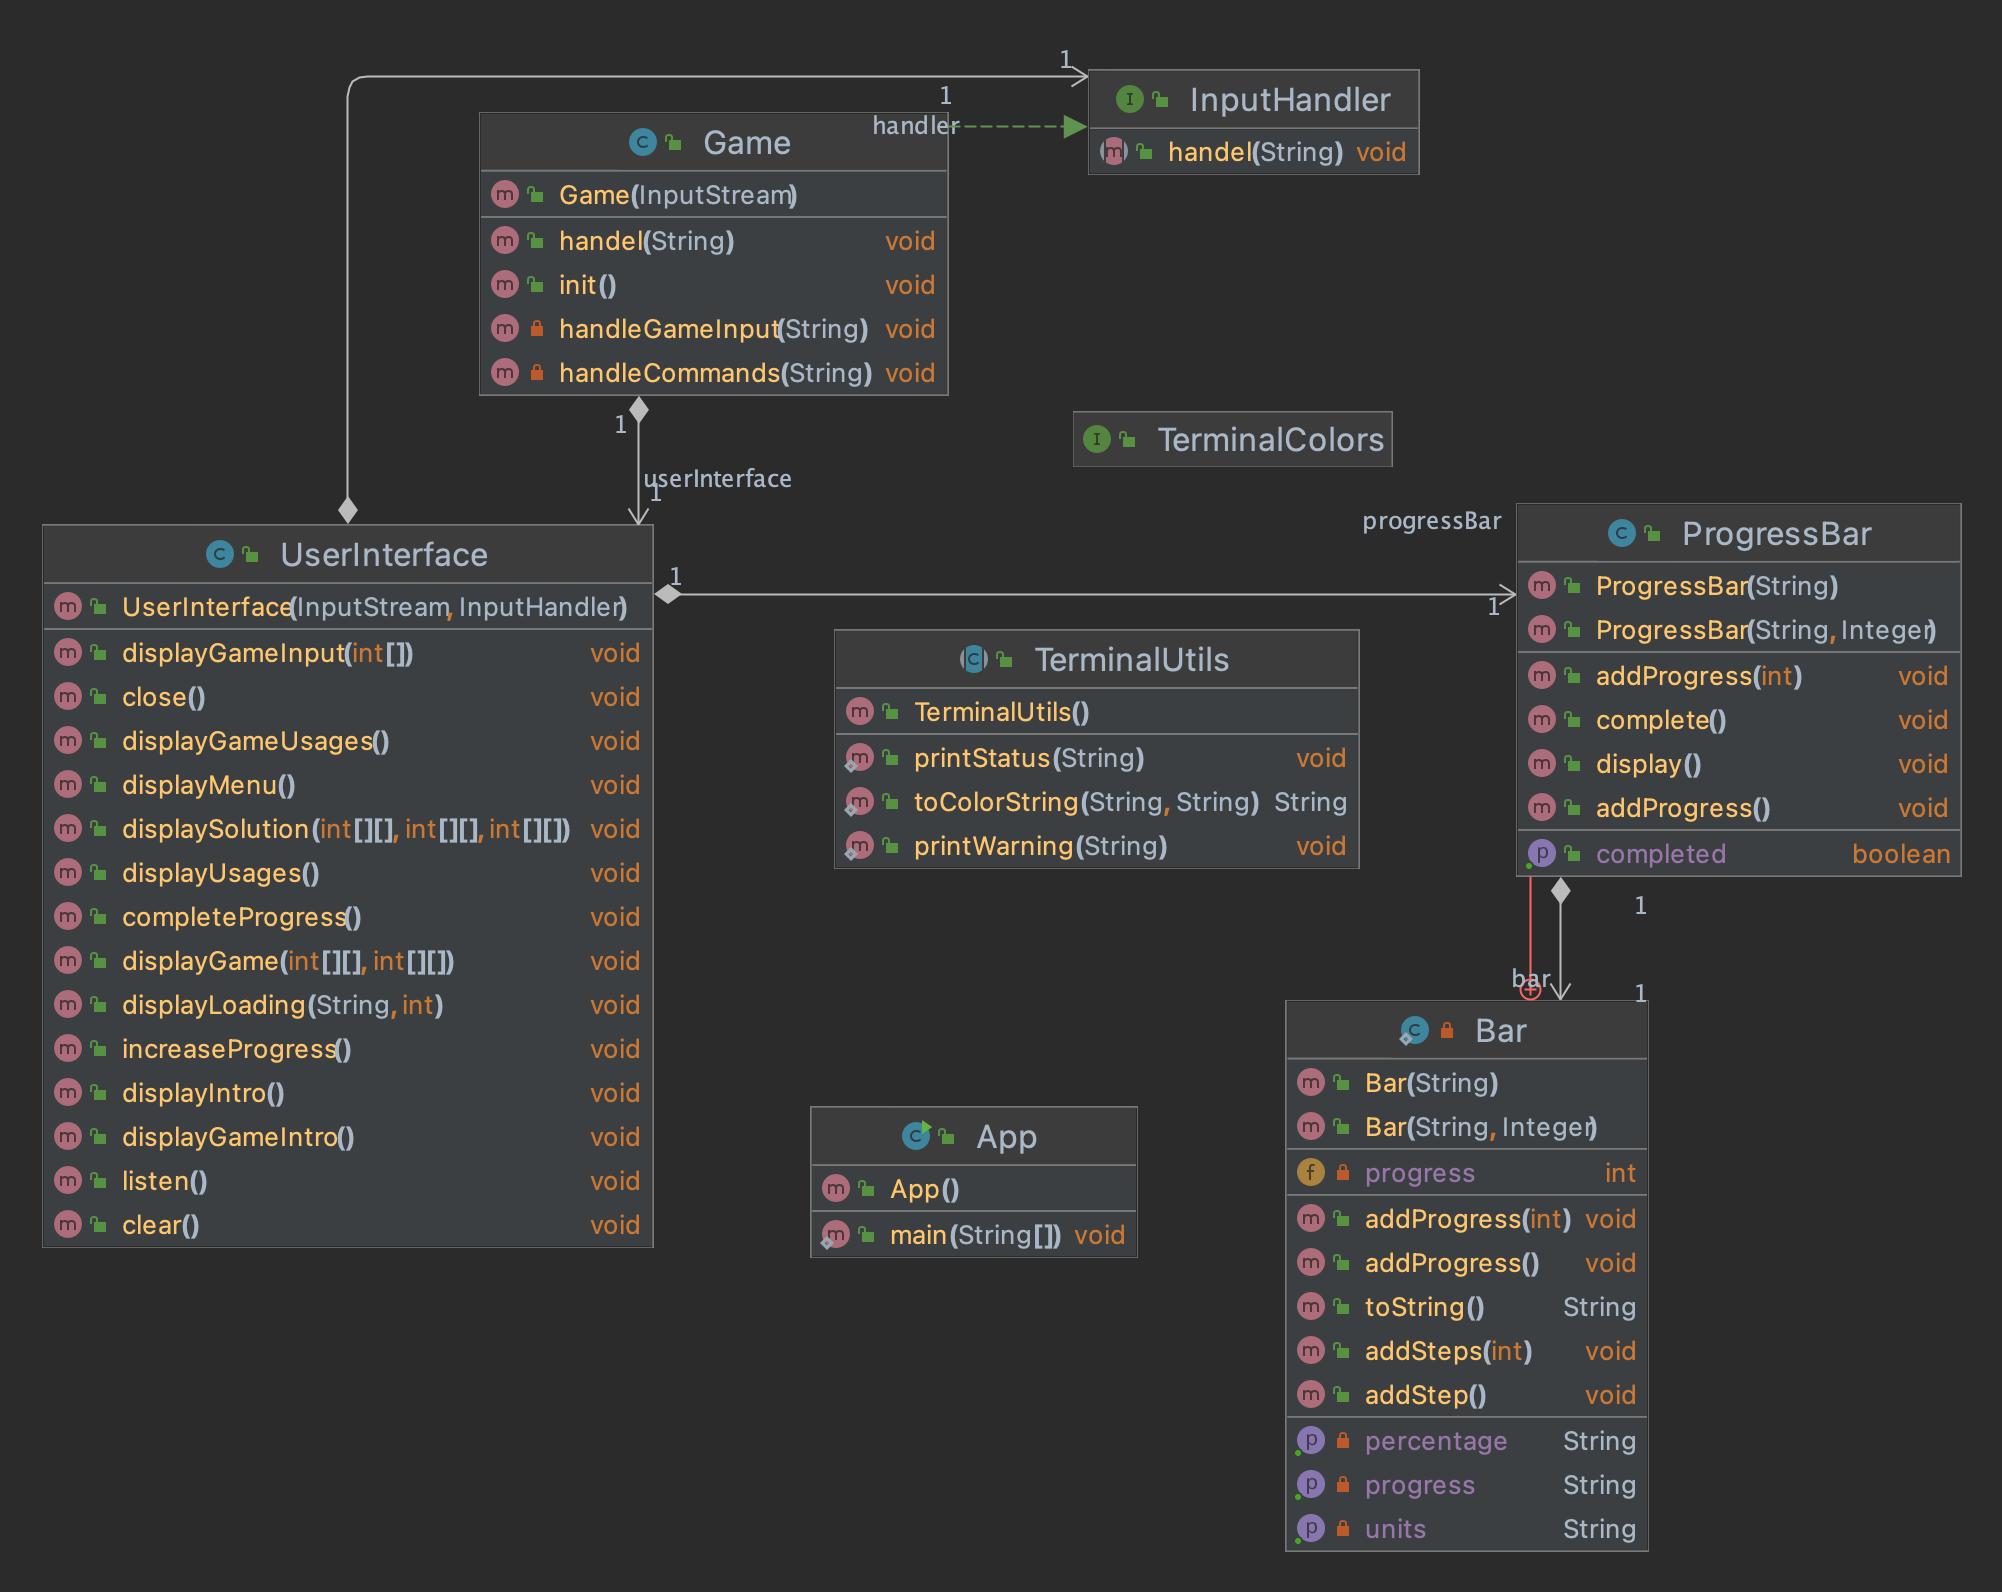 1
InputHandler
handel(String) void
1
handler
Game
Game(InputStream)
handel(String) void
init() void
handleGameInput(String) void
handleCommands(String) void
1
userInterface
1
TerminalColors
UserInterface
UserInterface(InputStream, InputHandler)
displayGameInput(int[]) void
close() void
displayGameUsages() void
displayMenu() void
displaySolution(int[][], int[][], int[][]) void
displayUsages() void
completeProgress() void
displayGame(int[][], int[][]) void
displayLoading(String, int) void
increaseProgress() void
displayIntro() void
displayGameIntro() void
listen() void
clear() void
1
progressBar
1
ProgressBar
ProgressBar(String)
ProgressBar(String, Integer)
addProgress(int) void
complete() void
display() void
addProgress() void
completed boolean
TerminalUtils
TerminalUtils()
printStatus(String) void
toColorString(String, String) String
printWarning(String) void
1
bar
1
Bar
Bar(String)
Bar(String, Integer)
progress int
addProgress(int) void
addProgress() void
toString() String
addSteps(int) void
addStep() void
percentage String
progress String
units String
App
App()
main(String[]) void